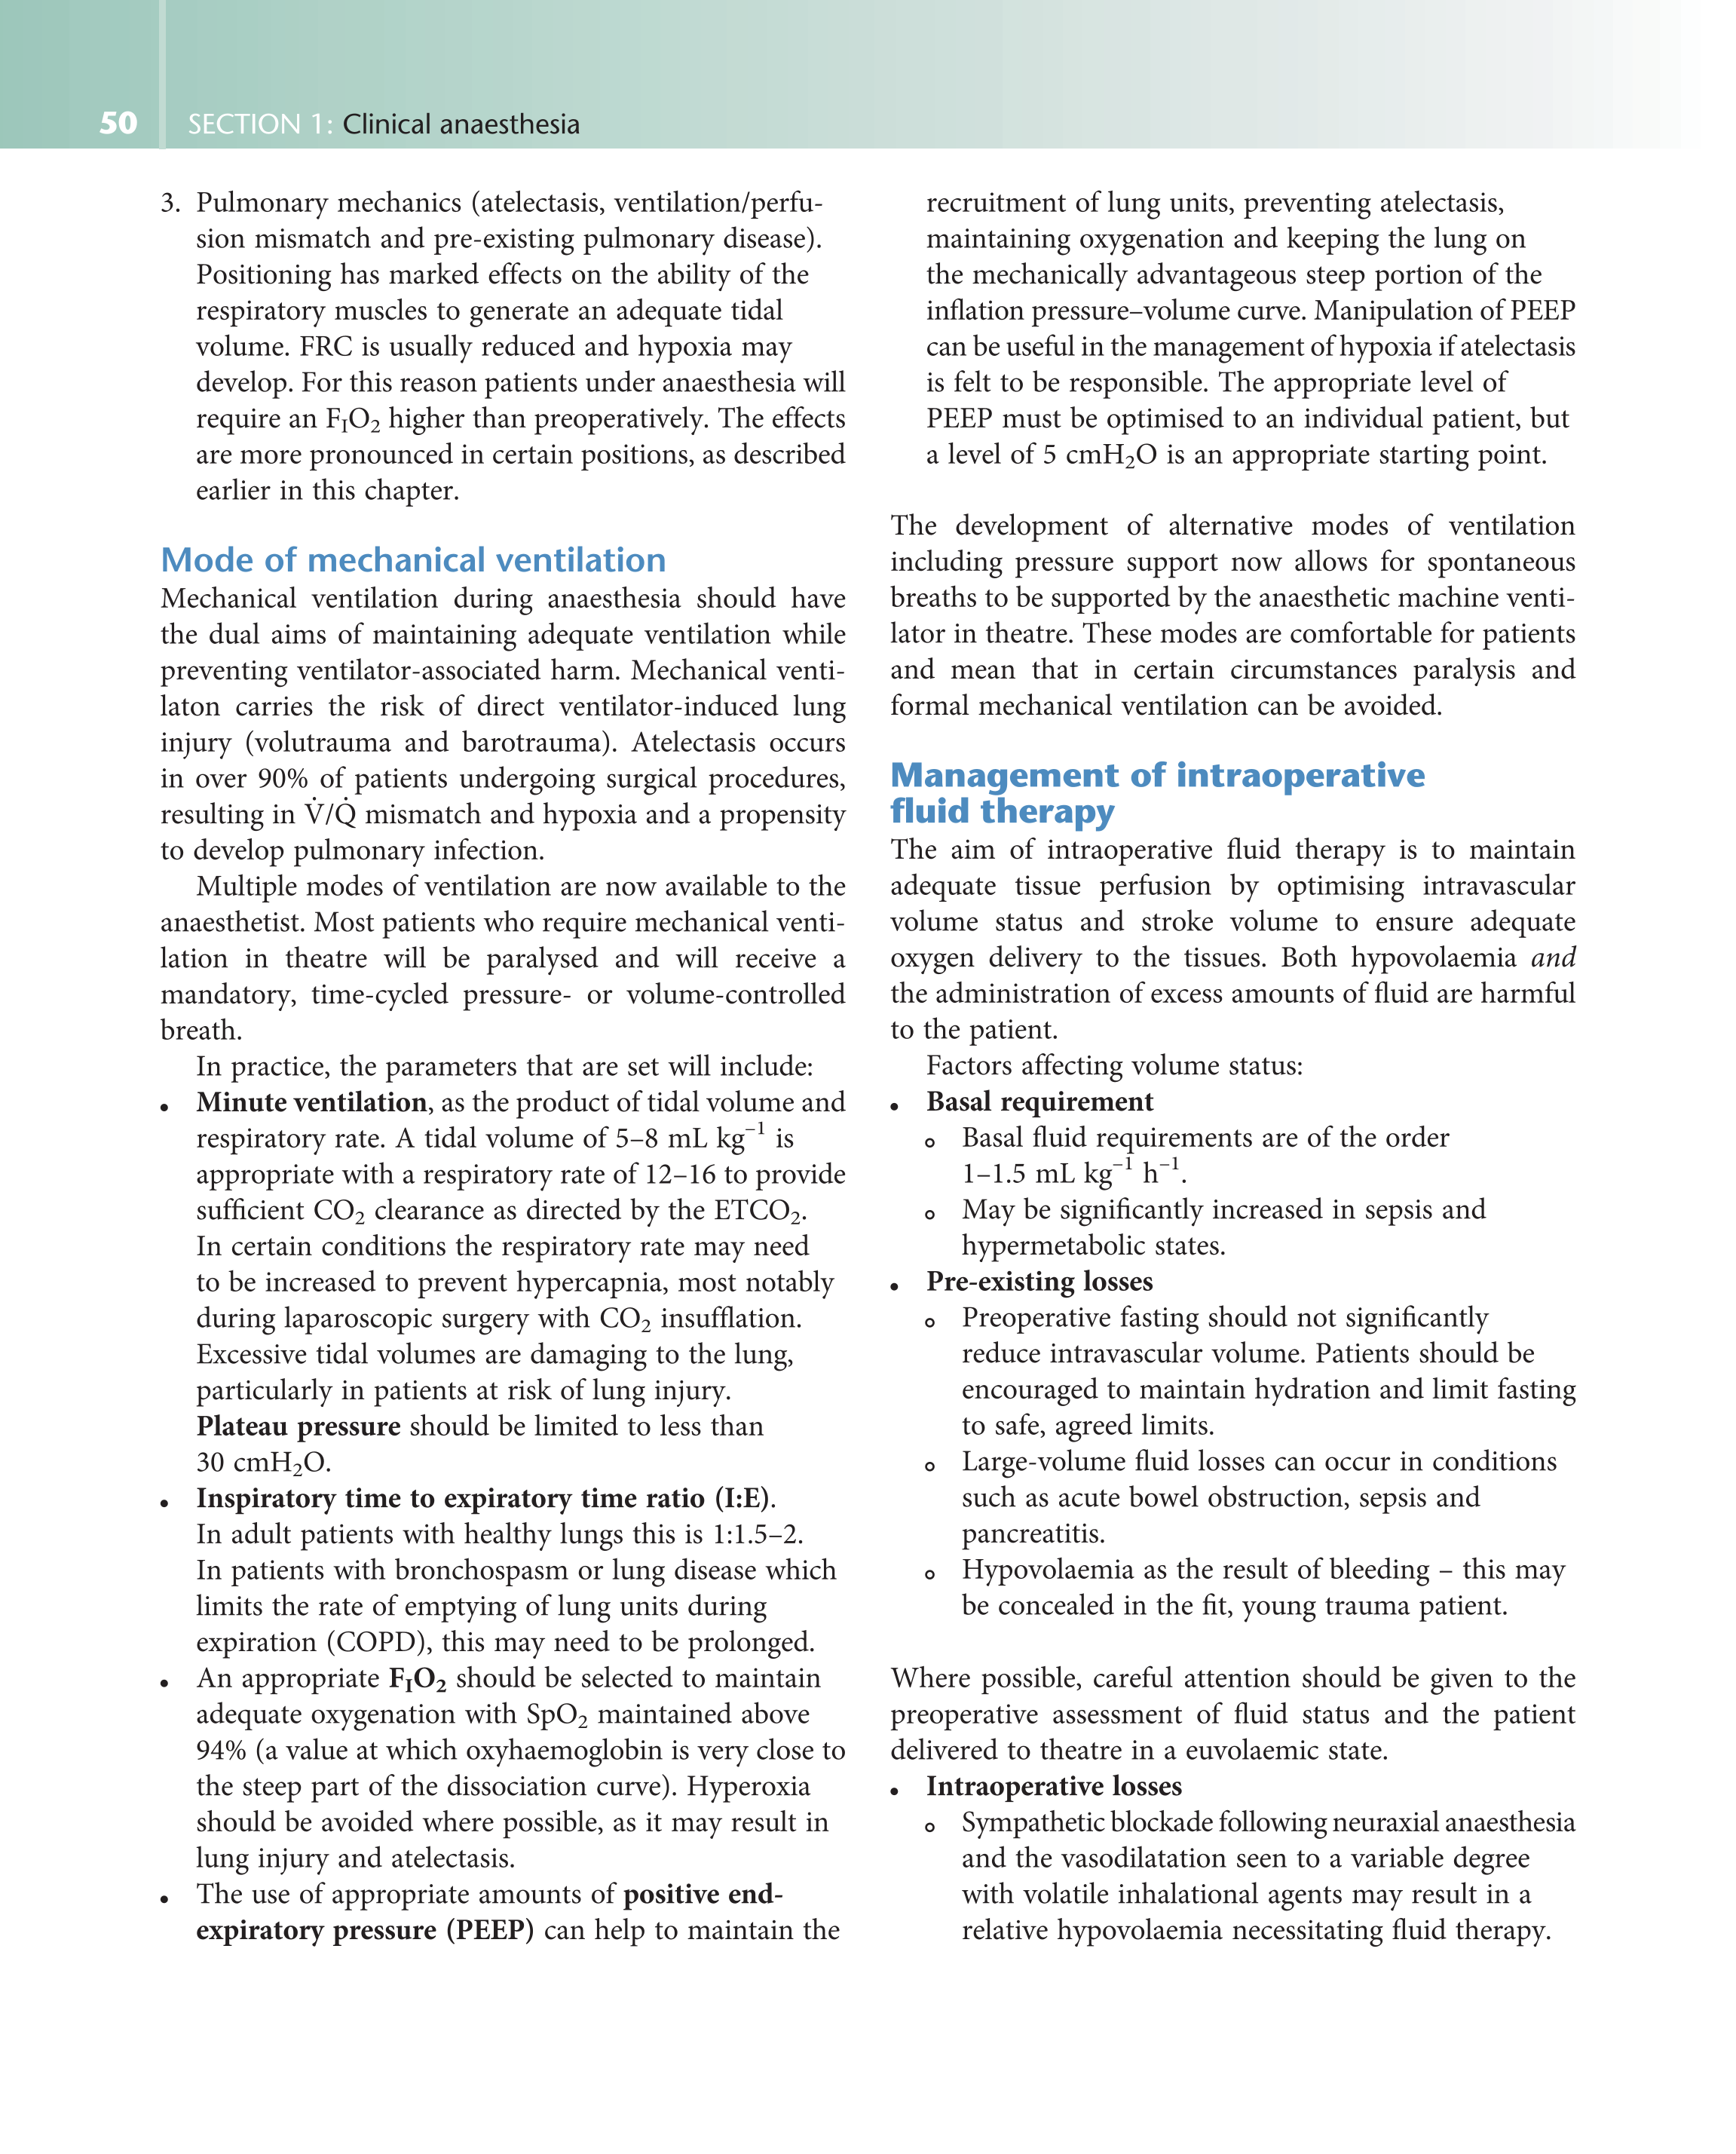 50 SECTION 1: Clinical anaesthesia
3. Pulmonary mechanics (atelectasis, ventilation/perfu-
sion mismatch and pre-existing pulmonary disease).
Positioning has marked effects on the ability of the
respiratory muscles to generate an adequate tidal
volume. FRC is usually reduced and hypoxia may
develop. For this reason patients under anaesthesia will
require an FIO2 higher than preoperatively. The effects
are more pronounced in certain positions, as described
earlier in this chapter.
Mode of mechanical ventilation
Mechanical ventilation during anaesthesia should have
the dual aims of maintaining adequate ventilation while
preventing ventilator-associated harm. Mechanical venti-
laton carries the risk of direct ventilator-induced lung
injury (volutrauma and barotrauma). Atelectasis occurs
in over 90% of patients undergoing surgical procedures,
resulting in V̇/Q̇ mismatch and hypoxia and a propensity
to develop pulmonary infection.
Multiple modes of ventilation are now available to the
anaesthetist. Most patients who require mechanical venti-
lation in theatre will be paralysed and will receive a
mandatory, time-cycled pressure- or volume-controlled
breath.
In practice, the parameters that are set will include:
• Minute ventilation, as the product of tidal volume and
respiratory rate. A tidal volume of 5–8 mL kg⁻¹ is
appropriate with a respiratory rate of 12–16 to provide
sufficient CO₂ clearance as directed by the ETCO₂.
In certain conditions the respiratory rate may need
to be increased to prevent hypercapnia, most notably
during laparoscopic surgery with CO₂ insufflation.
Excessive tidal volumes are damaging to the lung,
particularly in patients at risk of lung injury.
Plateau pressure should be limited to less than
30 cmH₂O.
• Inspiratory time to expiratory time ratio (I:E).
In adult patients with healthy lungs this is 1:1.5–2.
In patients with bronchospasm or lung disease which
limits the rate of emptying of lung units during
expiration (COPD), this may need to be prolonged.
• An appropriate FIO₂ should be selected to maintain
adequate oxygenation with SpO₂ maintained above
94% (a value at which oxyhaemoglobin is very close to
the steep part of the dissociation curve). Hyperoxia
should be avoided where possible, as it may result in
lung injury and atelectasis.
• The use of appropriate amounts of positive end-
expiratory pressure (PEEP) can help to maintain the
recruitment of lung units, preventing atelectasis,
maintaining oxygenation and keeping the lung on
the mechanically advantageous steep portion of the
inflation pressure–volume curve. Manipulation of PEEP
can be useful in the management of hypoxia if atelectasis
is felt to be responsible. The appropriate level of
PEEP must be optimised to an individual patient, but
a level of 5 cmH₂O is an appropriate starting point.
The development of alternative modes of ventilation
including pressure support now allows for spontaneous
breaths to be supported by the anaesthetic machine venti-
lator in theatre. These modes are comfortable for patients
and mean that in certain circumstances paralysis and
formal mechanical ventilation can be avoided.
Management of intraoperative
fluid therapy
The aim of intraoperative fluid therapy is to maintain
adequate tissue perfusion by optimising intravascular
volume status and stroke volume to ensure adequate
oxygen delivery to the tissues. Both hypovolaemia and
the administration of excess amounts of fluid are harmful
to the patient.
Factors affecting volume status:
• Basal requirement
∘ Basal fluid requirements are of the order
1–1.5 mL kg⁻¹ h⁻¹.
∘ May be significantly increased in sepsis and
hypermetabolic states.
• Pre-existing losses
∘ Preoperative fasting should not significantly
reduce intravascular volume. Patients should be
encouraged to maintain hydration and limit fasting
to safe, agreed limits.
∘ Large-volume fluid losses can occur in conditions
such as acute bowel obstruction, sepsis and
pancreatitis.
∘ Hypovolaemia as the result of bleeding – this may
be concealed in the fit, young trauma patient.
Where possible, careful attention should be given to the
preoperative assessment of fluid status and the patient
delivered to theatre in a euvolaemic state.
• Intraoperative losses
∘ Sympathetic blockade following neuraxial anaesthesia
and the vasodilatation seen to a variable degree
with volatile inhalational agents may result in a
relative hypovolaemia necessitating fluid therapy.